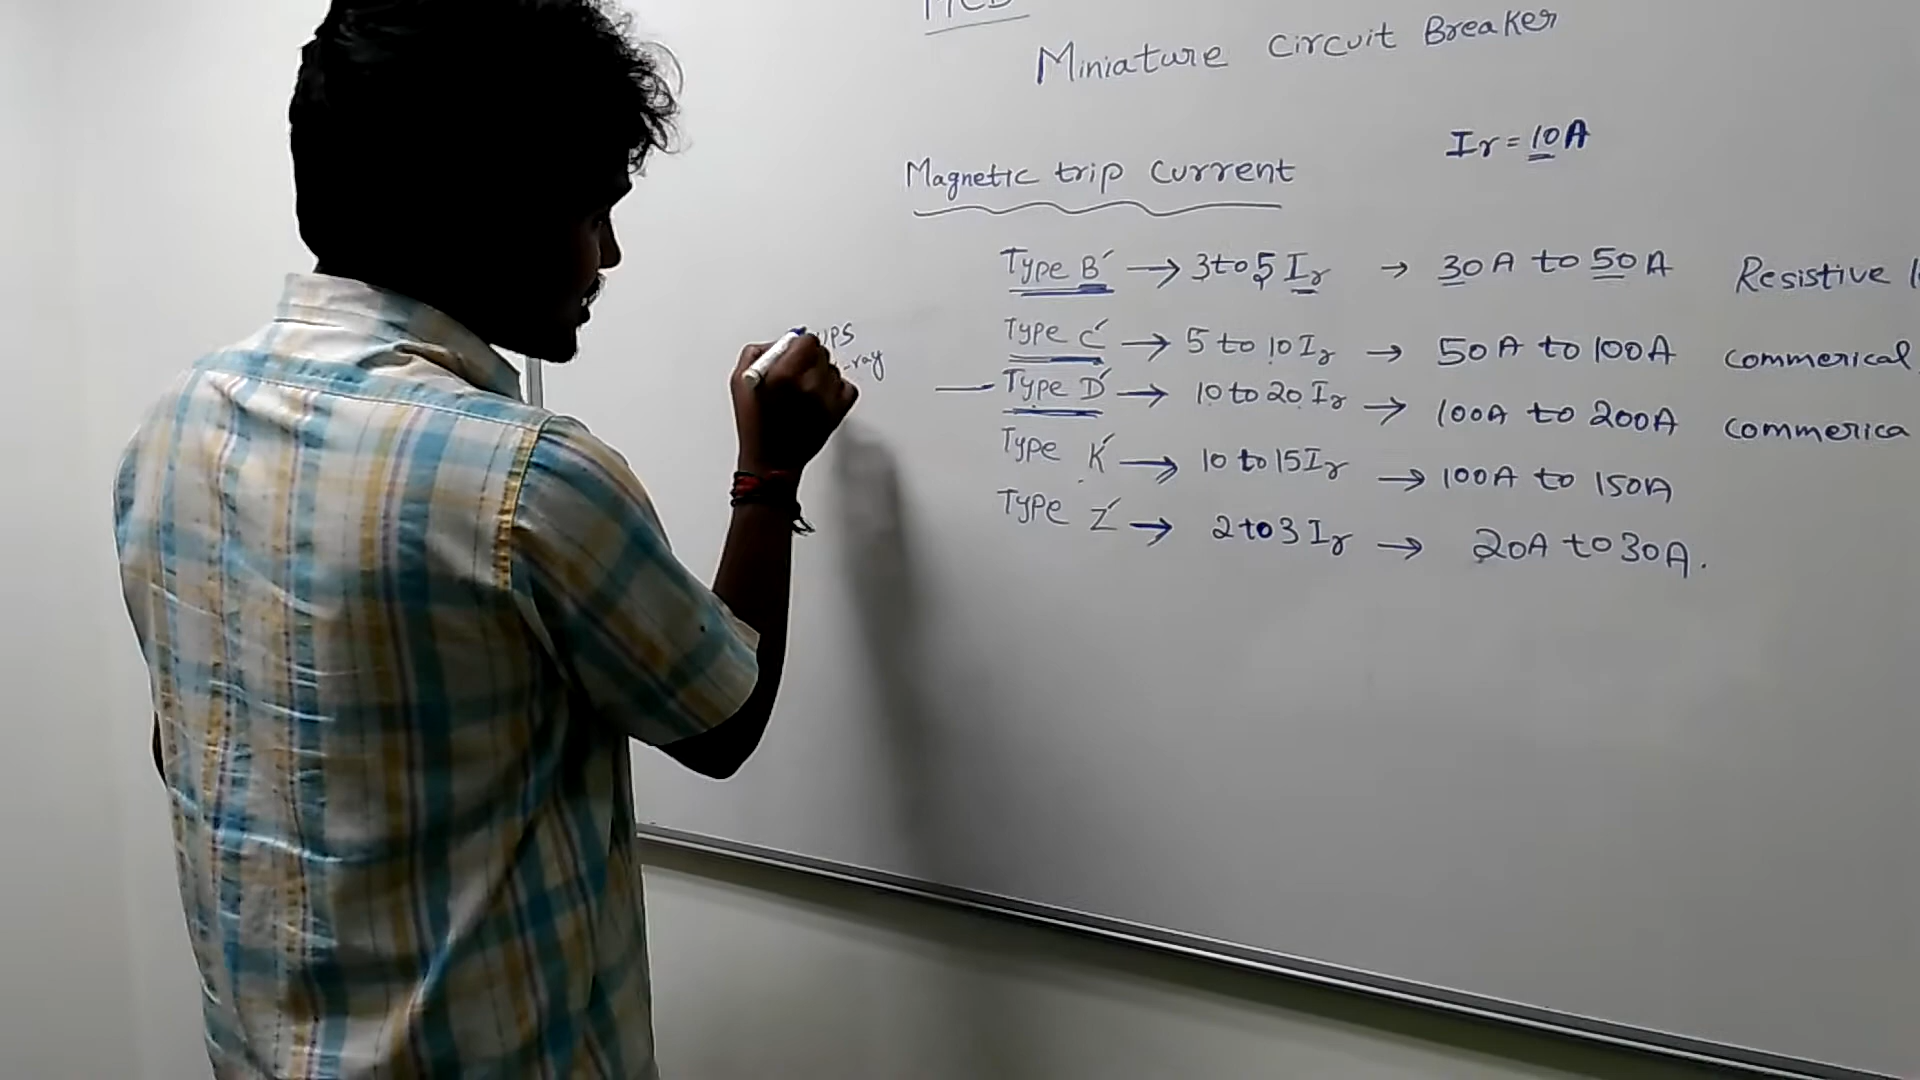 MCB
Miniature Circuit Breaker
Ir = 10A
Magnetic trip current
Type B' → 3 to 5 Ir → 30A to 50A Resistive
UPS
-ray
Type C' → 5 to 10 Ir → 50A to 100A commerical
— Type D' → 10 to 20 Ir → 100A to 200A commerica
Type K' → 10 to 15 Ir → 100A to 150A
Type Z' → 2 to 3 Ir → 20A to 30A.